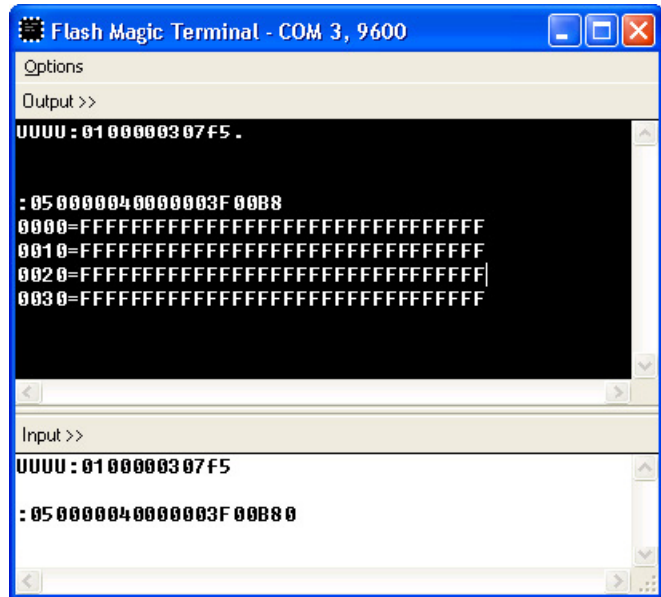 Flash Magic Terminal - COM 3, 9600
Options
Output >>
UUUU:0100000307f5.
:050000040000003F00B8
0000=FFFFFFFFFFFFFFFFFFFFFFFFFFFFFFFF
0010=FFFFFFFFFFFFFFFFFFFFFFFFFFFFFFFF
0020=FFFFFFFFFFFFFFFFFFFFFFFFFFFFFFFF
0030=FFFFFFFFFFFFFFFFFFFFFFFFFFFFFFFF
Input >>
UUUU:0100000307f5
:050000040000003F00B80